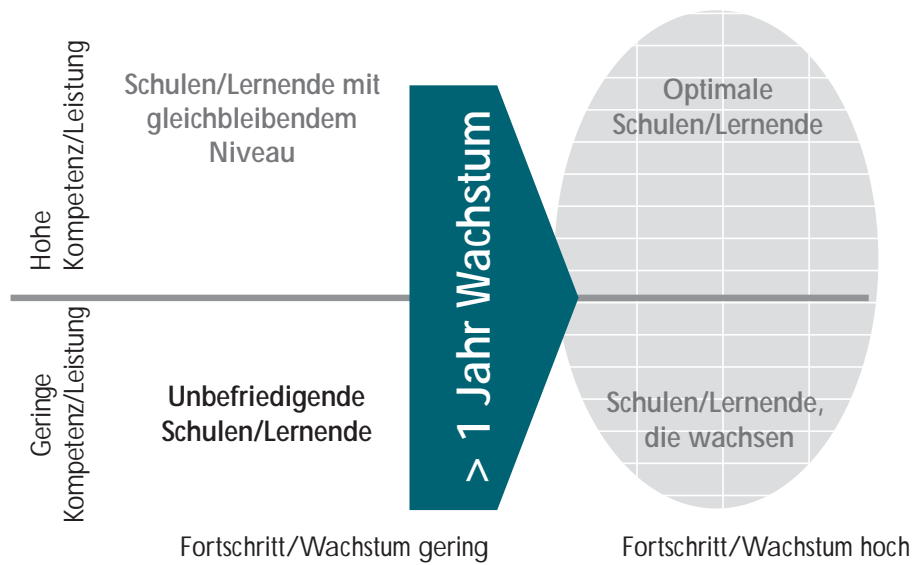 Hohe
Kompetenz/Leistung
Schulen/Lernende mit
gleichbleibendem
Niveau
> 1 Jahr Wachstum
Optimale
Schulen/Lernende
Geringe
Kompetenz/Leistung
Unbefriedigende
Schulen/Lernende
Schulen/Lernende,
die wachsen
Fortschritt/Wachstum gering
Fortschritt/Wachstum hoch